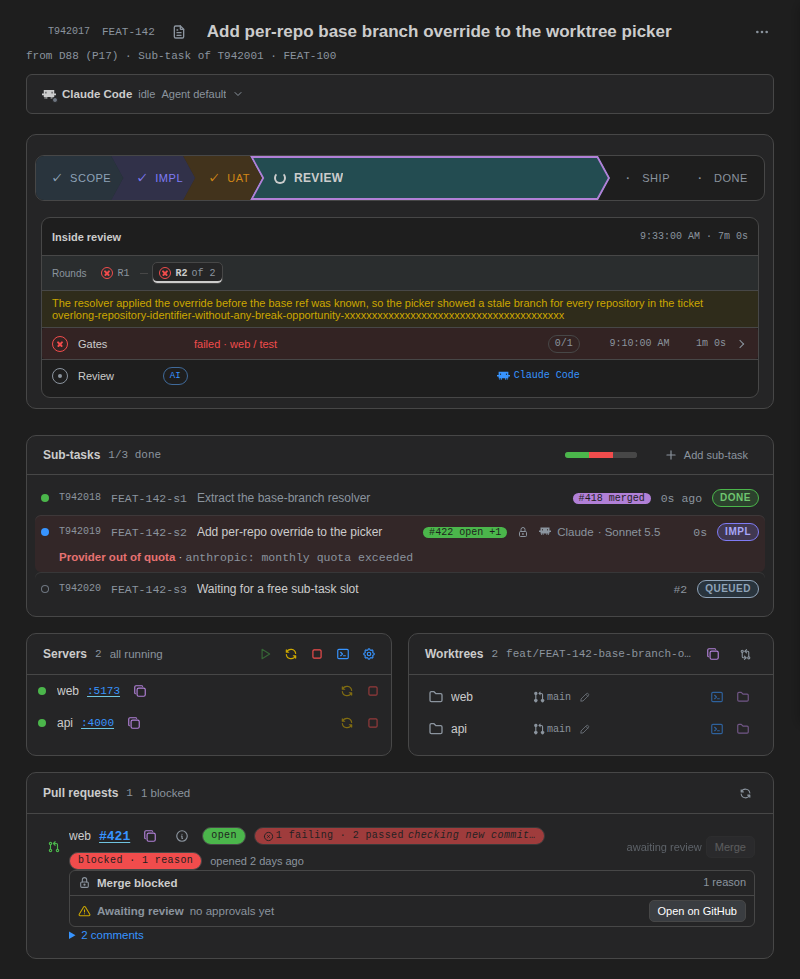 T942017 FEAT-142 Add per-repo base branch override to the worktree picker
from D88 (P17) · Sub-task of T942001 · FEAT-100
Claude Code idle Agent default
SCOPE IMPL UAT REVIEW SHIP DONE
Inside review 9:33:00 AM · 7m 0s
Rounds R1 R2 of 2
The resolver applied the override before the base ref was known, so the picker showed a stale branch for every repository in the ticket
overlong-repository-identifier-without-any-break-opportunity-xxxxxxxxxxxxxxxxxxxxxxxxxxxxxxxxxxxxxxxx
Gates failed · web / test 0/1 9:10:00 AM 1m 0s
Review AI Claude Code
Sub-tasks 1/3 done Add sub-task
T942018 FEAT-142-s1 Extract the base-branch resolver #418 merged 0s ago DONE
T942019 FEAT-142-s2 Add per-repo override to the picker #422 open +1 Claude · Sonnet 5.5 0s IMPL
Provider out of quota · anthropic: monthly quota exceeded
T942020 FEAT-142-s3 Waiting for a free sub-task slot #2 QUEUED
Servers 2 all running
web :5173
api :4000
Worktrees 2 feat/FEAT-142-base-branch-o…
web main
api main
Pull requests 1 1 blocked
web #421 open 1 failing · 2 passed checking new commit…
blocked · 1 reason opened 2 days ago
awaiting review Merge
Merge blocked 1 reason
Awaiting review no approvals yet Open on GitHub
2 comments